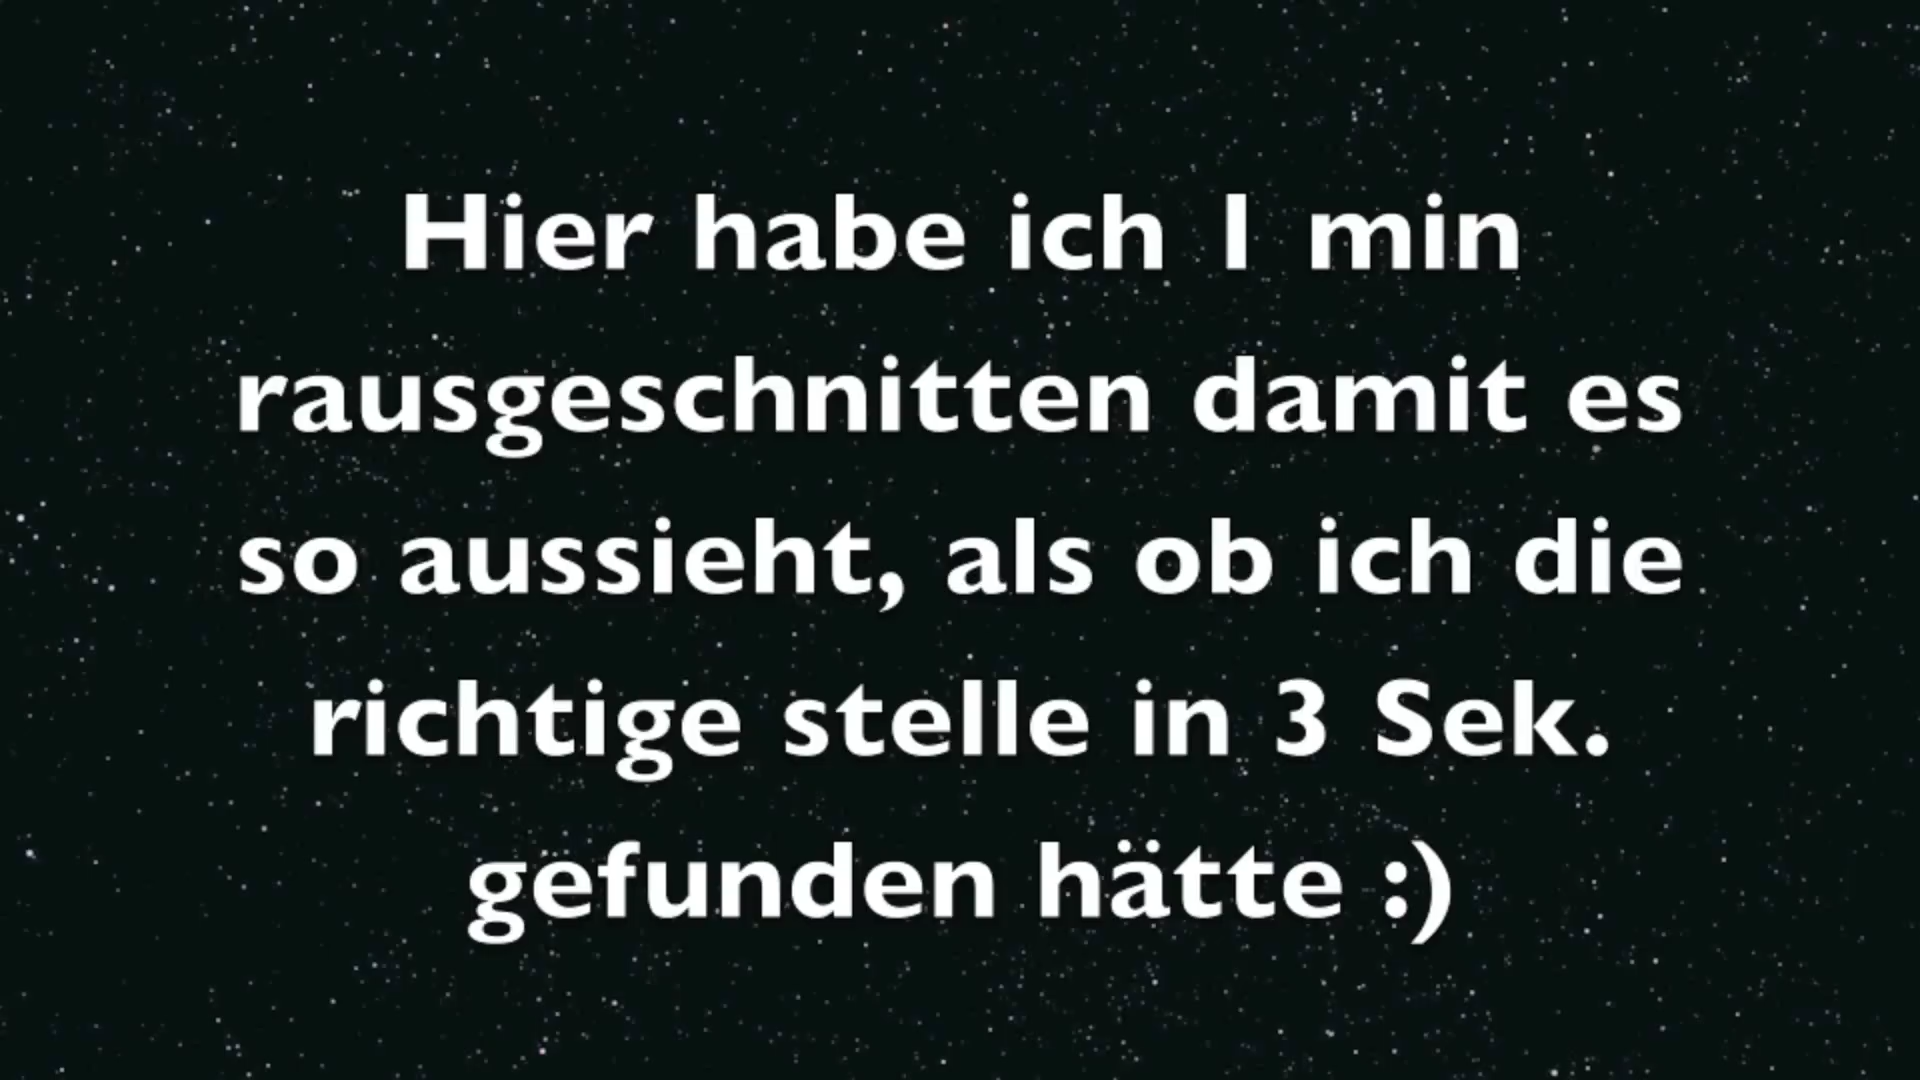 Hier habe ich 1 min
rausgeschnitten damit es
so aussieht, als ob ich die
richtige stelle in 3 Sek.
gefunden hätte :)